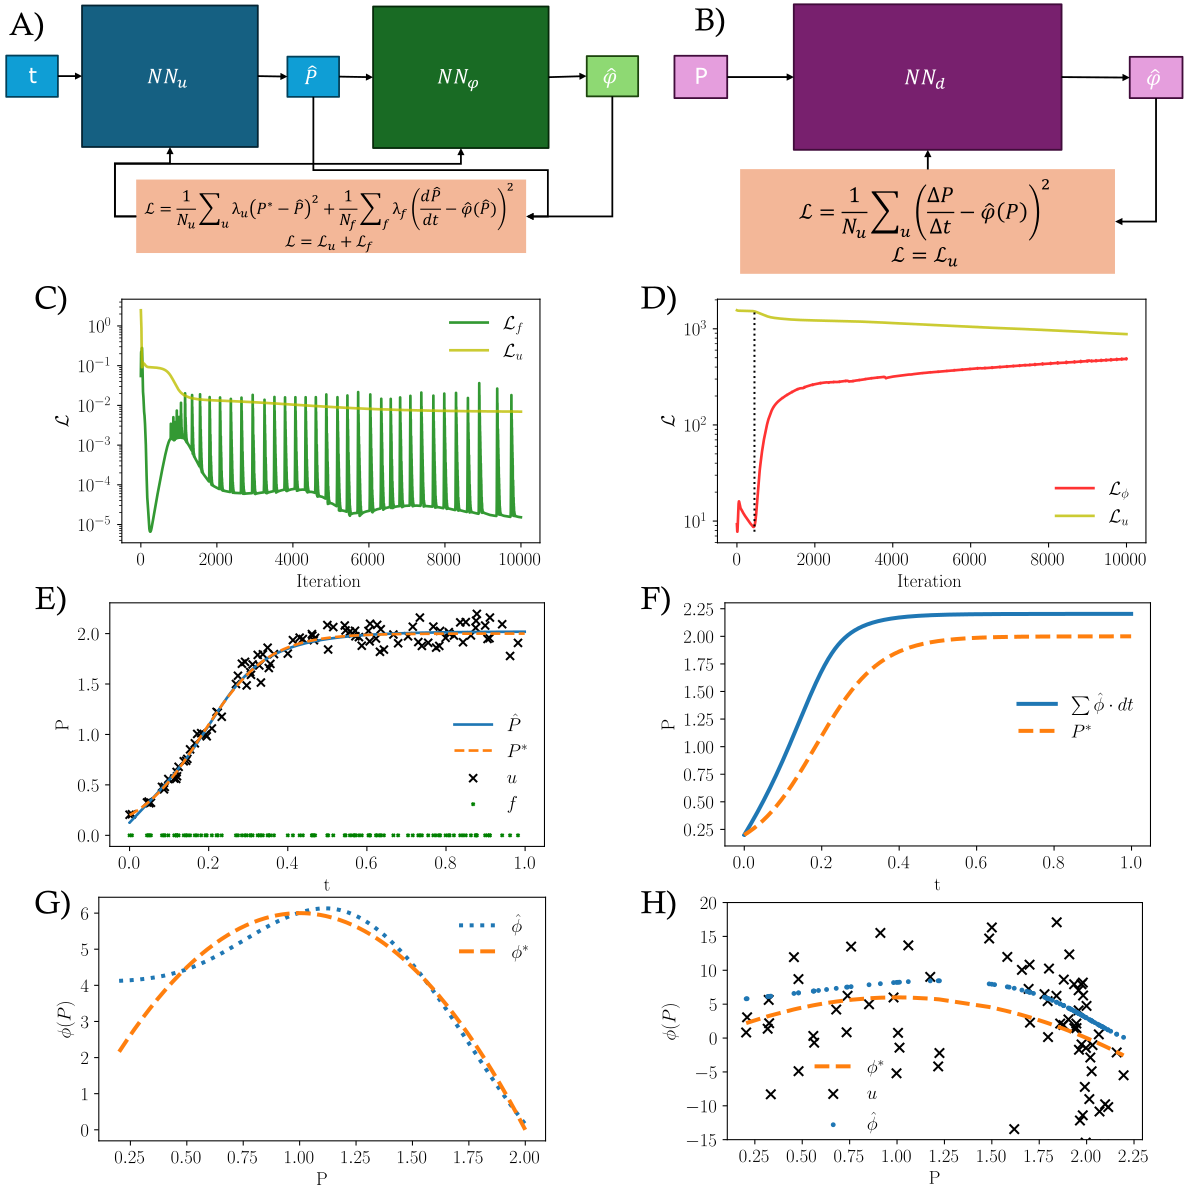 A)
t
NN_u
P̂
NN_φ
φ̂
ℒ = 1/N_u ∑_u λ_u(P* − P̂)² + 1/N_f ∑_f λ_f (dP̂/dt − φ̂(P̂))²
ℒ = ℒ_u + ℒ_f
B)
P
NN_d
φ̂
ℒ = 1/N_u ∑_u (ΔP/Δt − φ̂(P))²
ℒ = ℒ_u
C)
ℒ
10⁰
10⁻¹
10⁻²
10⁻³
10⁻⁴
10⁻⁵
ℒ_f
ℒ_u
0 2000 4000 6000 8000 10000
Iteration
D)
ℒ
10³
10²
10¹
ℒ_ϕ
ℒ_u
0 2000 4000 6000 8000 10000
Iteration
E)
P
2.0
1.5
1.0
0.5
0.0
P̂
P*
u
f
0.0 0.2 0.4 0.6 0.8 1.0
t
F)
P
2.25
2.00
1.75
1.50
1.25
1.00
0.75
0.50
0.25
∑ ϕ̂ · dt
P*
0.0 0.2 0.4 0.6 0.8 1.0
t
G)
ϕ(P)
6
5
4
3
2
1
0
ϕ̂
ϕ*
0.25 0.50 0.75 1.00 1.25 1.50 1.75 2.00
P
H)
ϕ(P)
20
15
10
5
0
−5
−10
−15
ϕ*
u
ϕ̂
0.25 0.50 0.75 1.00 1.25 1.50 1.75 2.00 2.25
P